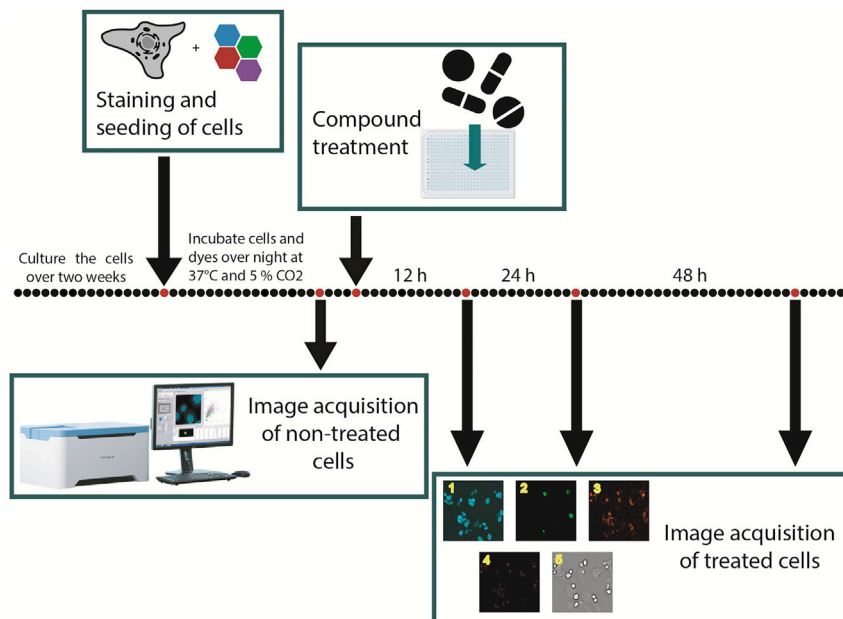 +
Staining and
seeding of cells
Compound
treatment
Culture the cells
over two weeks
Incubate cells and
dyes over night at
37°C and 5 % CO2
12 h
24 h
48 h
Image acquisition
of non-treated
cells
1
2
3
4
5
Image acquisition
of treated cells